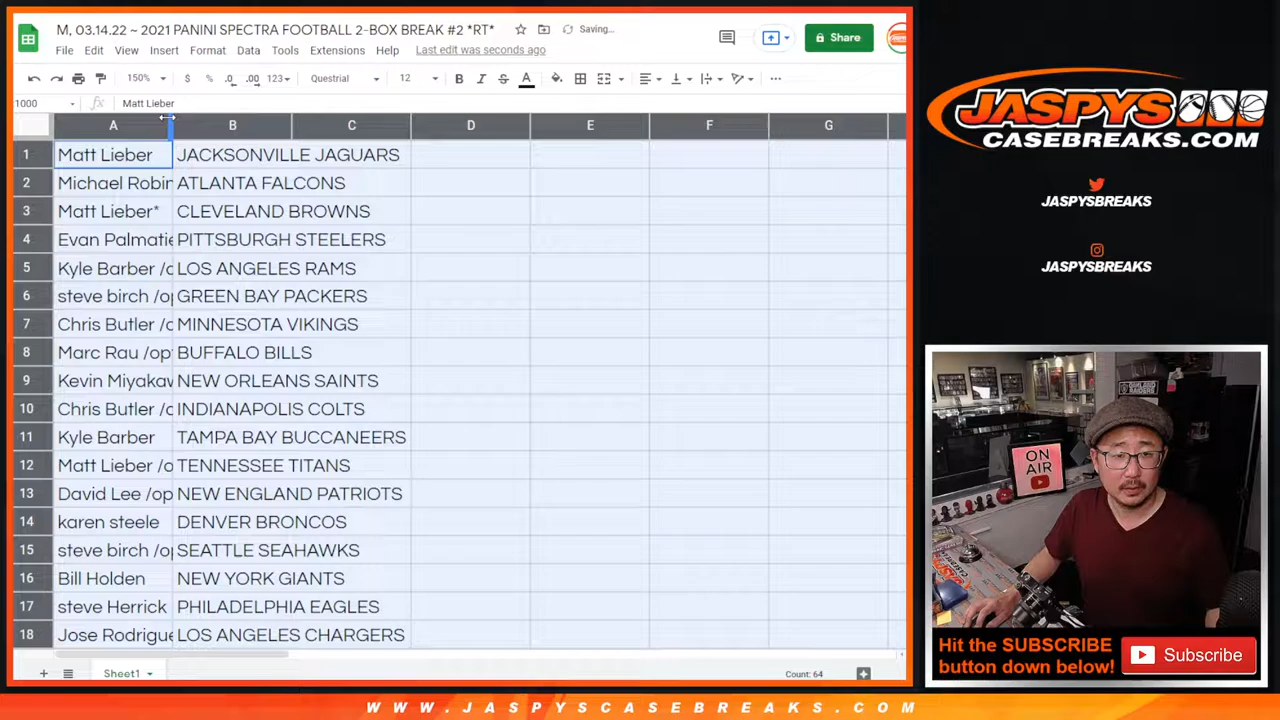 M, 03.14.22 ~ 2021 PANINI SPECTRA FOOTBALL 2-BOX BREAK #2 *RT*
Saving...
File Edit View Insert Format Data Tools Extensions Help Last edit was seconds ago
Share
150% $ % .0 .00 123 Questrial 12 B I S A
1000 fx Matt Lieber
A B C D E F G
1 Matt Lieber JACKSONVILLE JAGUARS
2 Michael Robin ATLANTA FALCONS
3 Matt Lieber* CLEVELAND BROWNS
4 Evan Palmatie PITTSBURGH STEELERS
5 Kyle Barber /o LOS ANGELES RAMS
6 steve birch /op GREEN BAY PACKERS
7 Chris Butler /o MINNESOTA VIKINGS
8 Marc Rau /op BUFFALO BILLS
9 Kevin Miyakaw NEW ORLEANS SAINTS
10 Chris Butler /o INDIANAPOLIS COLTS
11 Kyle Barber TAMPA BAY BUCCANEERS
12 Matt Lieber /o TENNESSEE TITANS
13 David Lee /op NEW ENGLAND PATRIOTS
14 karen steele DENVER BRONCOS
15 steve birch /op SEATTLE SEAHAWKS
16 Bill Holden NEW YORK GIANTS
17 steve Herrick PHILADELPHIA EAGLES
18 Jose Rodrigue LOS ANGELES CHARGERS
Sheet1
Count: 64
JASPYS
CASEBREAKS.COM
JASPYSBREAKS
JASPYSBREAKS
ON
AIR
Hit the SUBSCRIBE
button down below!
Subscribe
WWW.JASPYSCASEBREAKS.COM